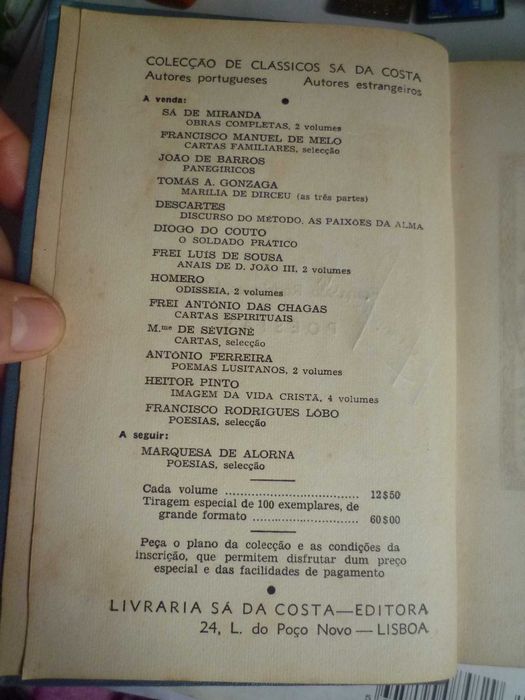 COLECÇÃO DE CLÁSSICOS SÁ DA COSTA
Autores portugueses Autores estrangeiros
À venda:
SÁ DE MIRANDA
OBRAS COMPLETAS, 2 volumes
FRANCISCO MANUEL DE MELO
CARTAS FAMILIARES, selecção
JOÃO DE BARROS
PANEGÍRICOS
TOMÁS A. GONZAGA
MARÍLIA DE DIRCEU (as três partes)
DESCARTES
DISCURSO DO MÉTODO, AS PAIXÕES DA ALMA
DIOGO DO COUTO
O SOLDADO PRÁTICO
FREI LUÍS DE SOUSA
ANAIS DE D. JOÃO III, 2 volumes
HOMERO
ODISSEIA, 2 volumes
FREI ANTÓNIO DAS CHAGAS
CARTAS ESPIRITUAIS
M.me DE SÉVIGNÉ
CARTAS, selecção
ANTÓNIO FERREIRA
POEMAS LUSITANOS, 2 volumes
HEITOR PINTO
IMAGEM DA VIDA CRISTÃ, 4 volumes
FRANCISCO RODRIGUES LÔBO
POESIAS, selecção
A seguir:
MARQUESA DE ALORNA
POESIAS, selecção
Cada volume .................................. 12$50
Tiragem especial de 100 exemplares, de
grande formato ........................... 60$00
Peça o plano da colecção e as condições da
inscrição, que permitem disfrutar dum preço
especial e das facilidades de pagamento
LIVRARIA SÁ DA COSTA—EDITORA
24, L. do Poço Novo — LISBOA